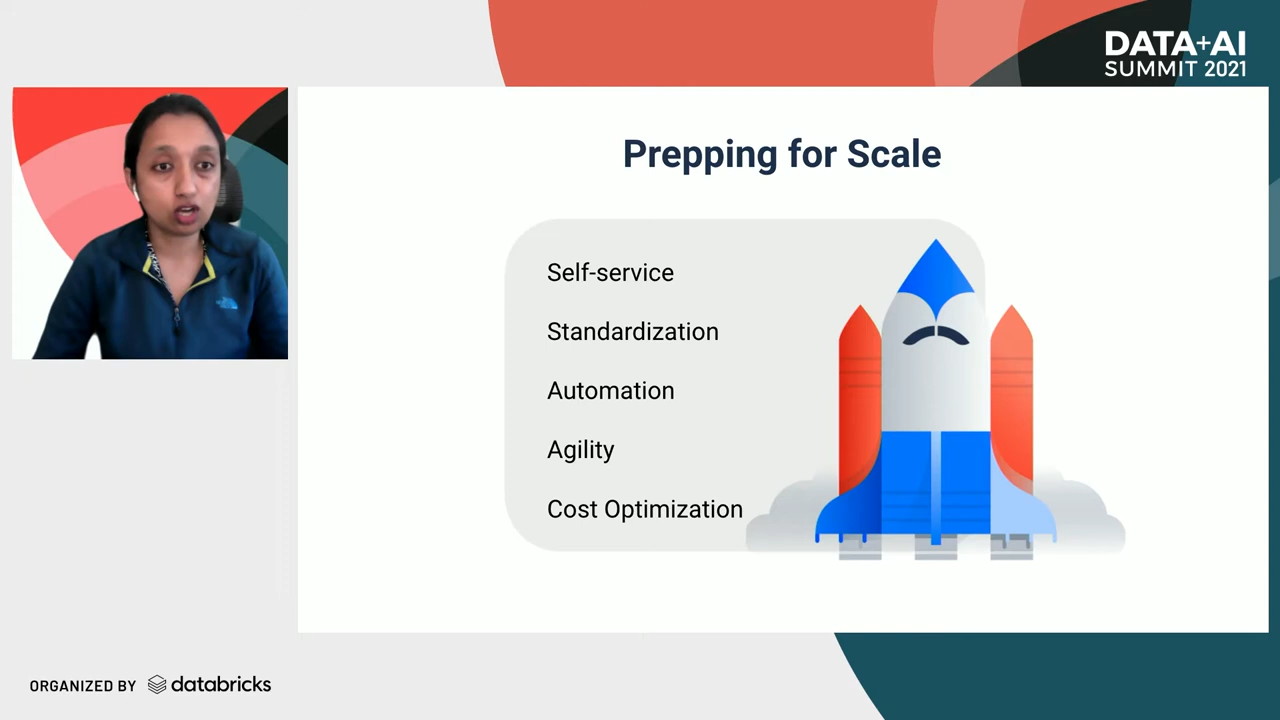 DATA+AI
SUMMIT 2021
Prepping for Scale
Self-service
Standardization
Automation
Agility
Cost Optimization
ORGANIZED BY databricks